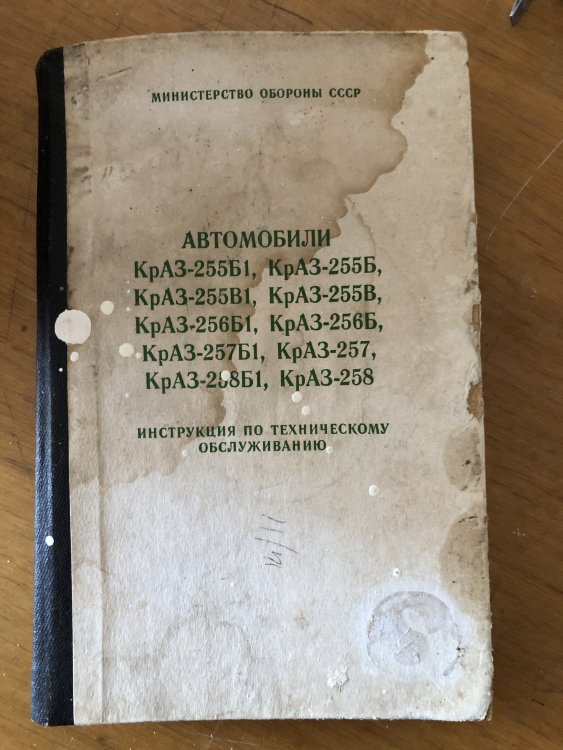 МИНИСТЕРСТВО ОБОРОНЫ СССР
АВТОМОБИЛИ
КрАЗ-255Б1, КрАЗ-255Б,
КрАЗ-255В1, КрАЗ-255В,
КрАЗ-256Б1, КрАЗ-256Б,
КрАЗ-257Б1, КрАЗ-257,
КрАЗ-258Б1, КрАЗ-258
ИНСТРУКЦИЯ ПО ТЕХНИЧЕСКОМУ
ОБСЛУЖИВАНИЮ